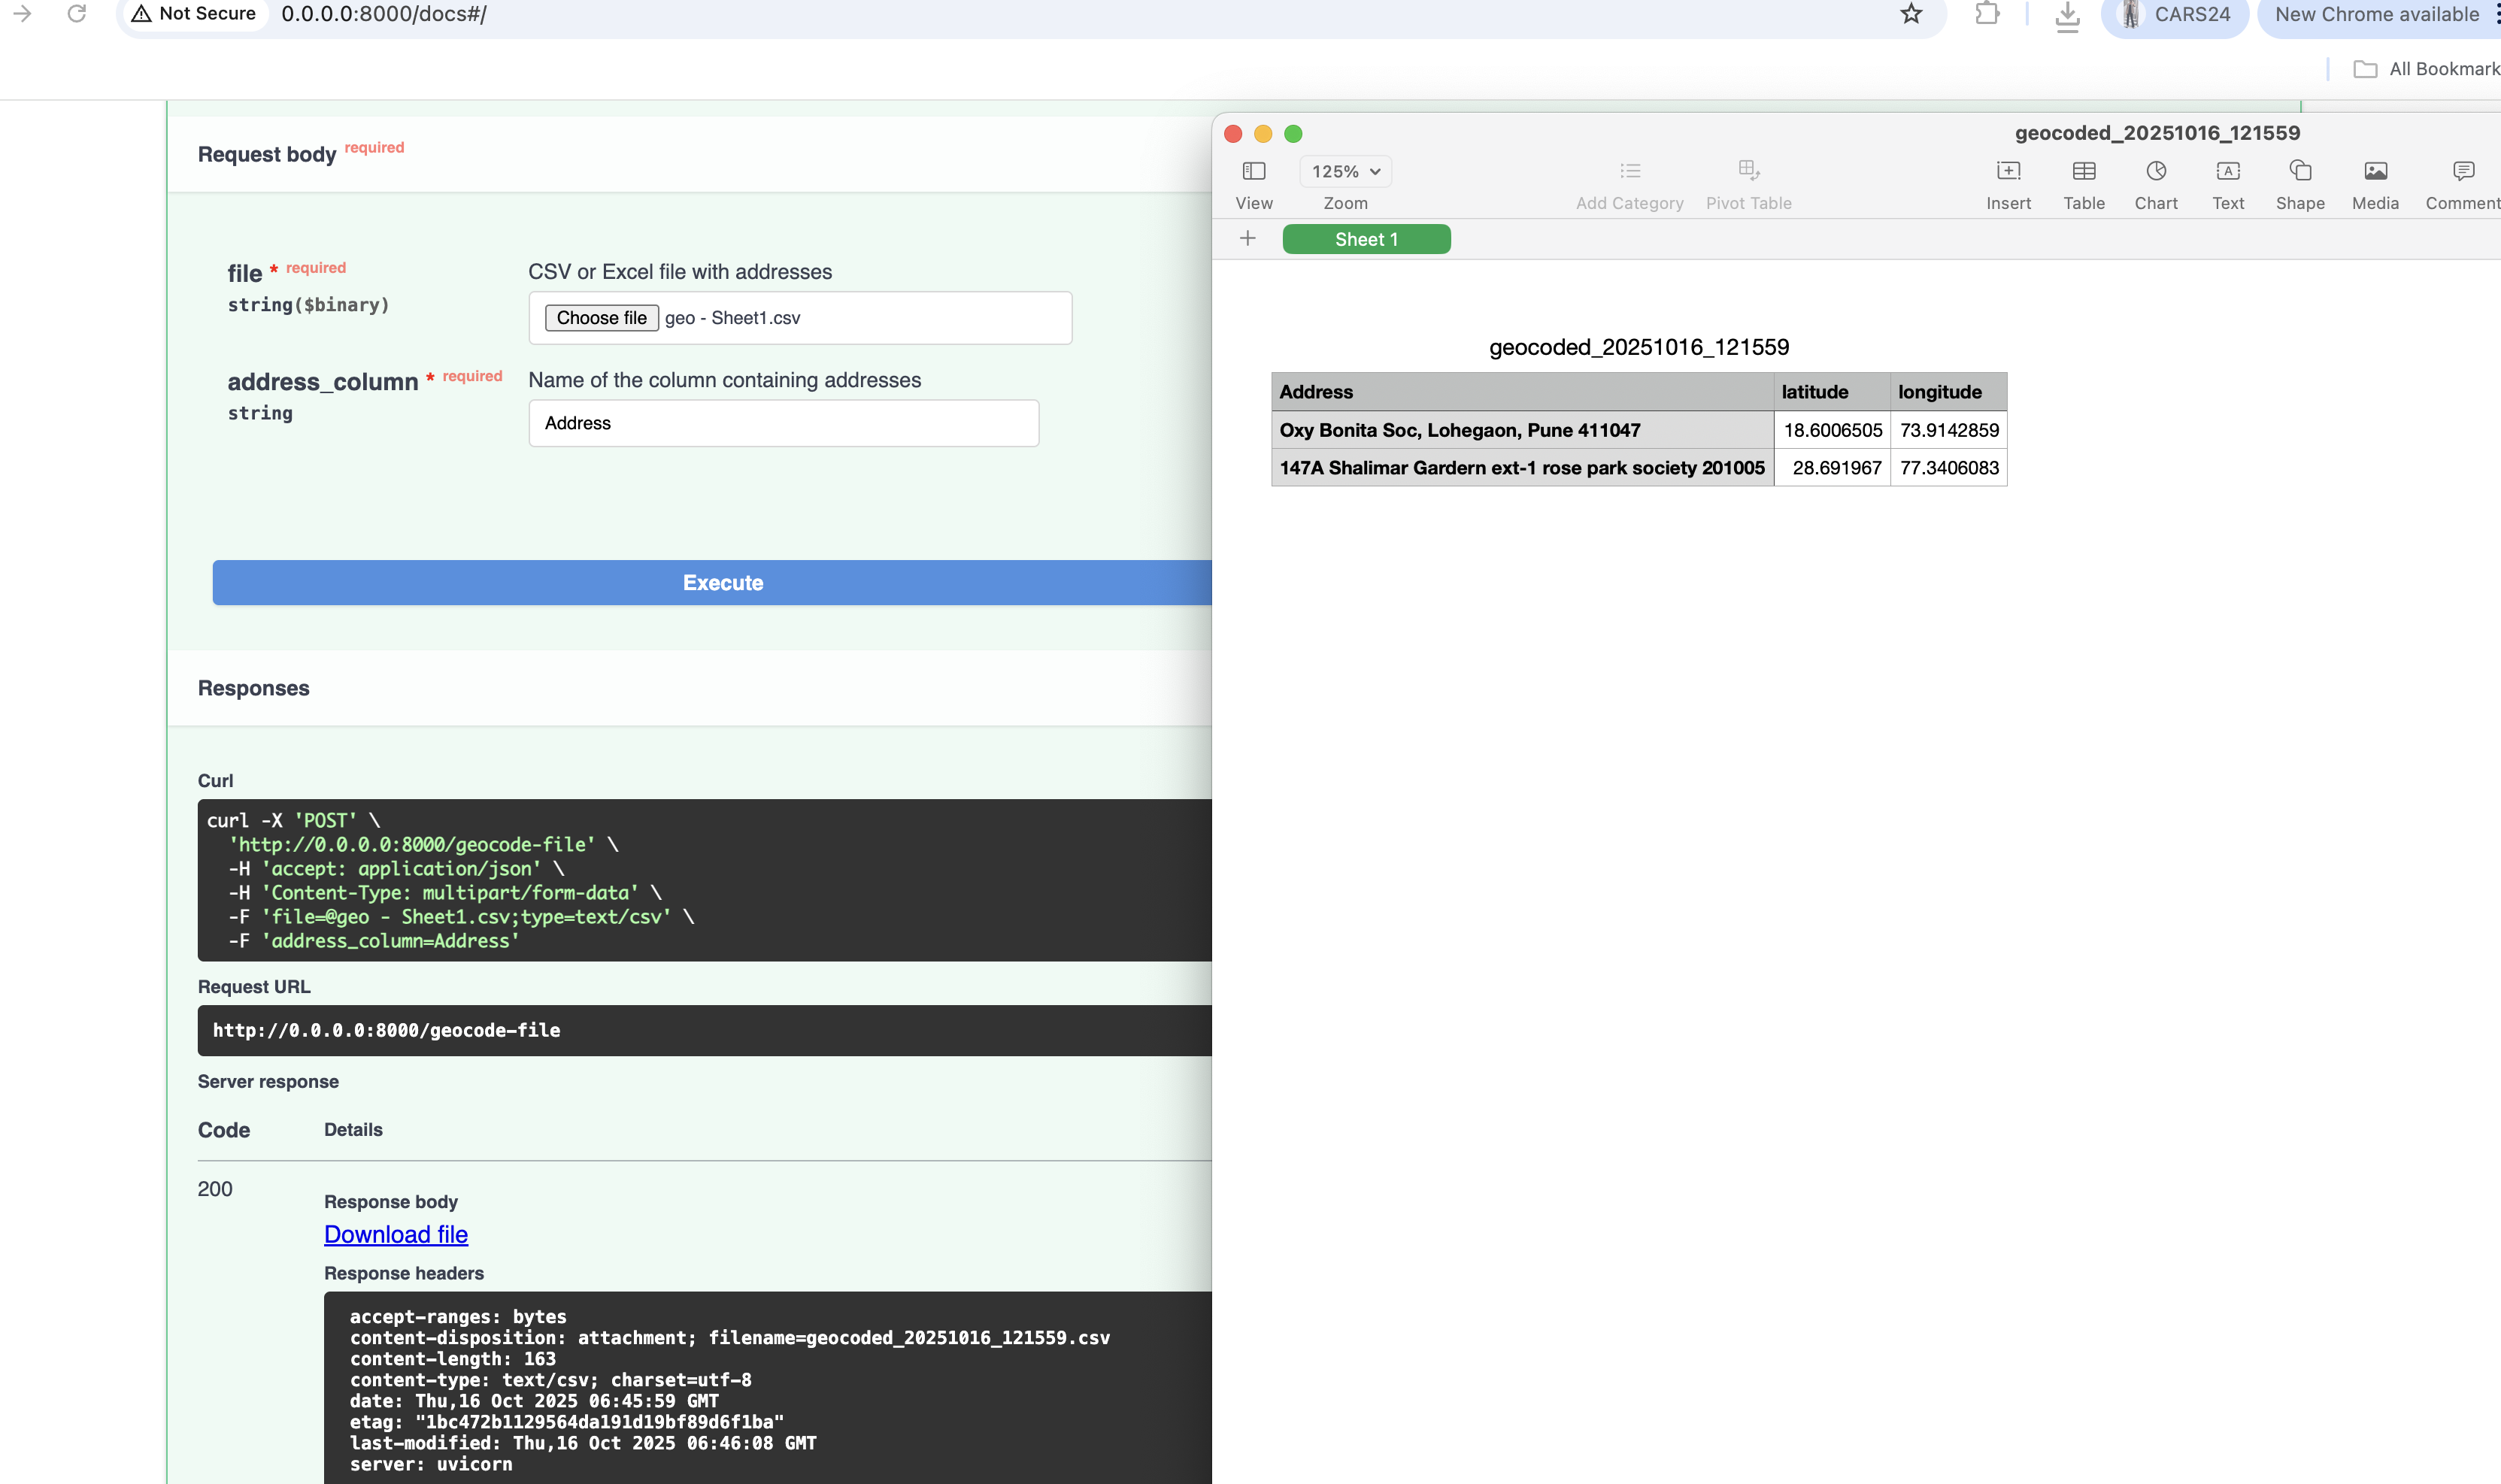 Not Secure 0.0.0.0:8000/docs#/ CARS24 New Chrome available
All Bookmark
Request body required
file * required
string($binary)
CSV or Excel file with addresses
Choose file geo - Sheet1.csv
address_column * required
string
Name of the column containing addresses
Address
Execute
Responses
Curl
curl -X 'POST' \
'http://0.0.0.0:8000/geocode-file' \
-H 'accept: application/json' \
-H 'Content-Type: multipart/form-data' \
-F 'file=@geo - Sheet1.csv;type=text/csv' \
-F 'address_column=Address'
Request URL
http://0.0.0.0:8000/geocode-file
Server response
Code Details
200
Response body
Download file
Response headers
accept-ranges: bytes
content-disposition: attachment; filename=geocoded_20251016_121559.csv
content-length: 163
content-type: text/csv; charset=utf-8
date: Thu,16 Oct 2025 06:45:59 GMT
etag: "1bc472b1129564da191d19bf89d6f1ba"
last-modified: Thu,16 Oct 2025 06:46:08 GMT
server: uvicorn
geocoded_20251016_121559
125%
View Zoom Add Category Pivot Table Insert Table Chart Text Shape Media Comment
Sheet 1
geocoded_20251016_121559
Address latitude longitude
Oxy Bonita Soc, Lohegaon, Pune 411047 18.6006505 73.9142859
147A Shalimar Gardern ext-1 rose park society 201005 28.691967 77.3406083